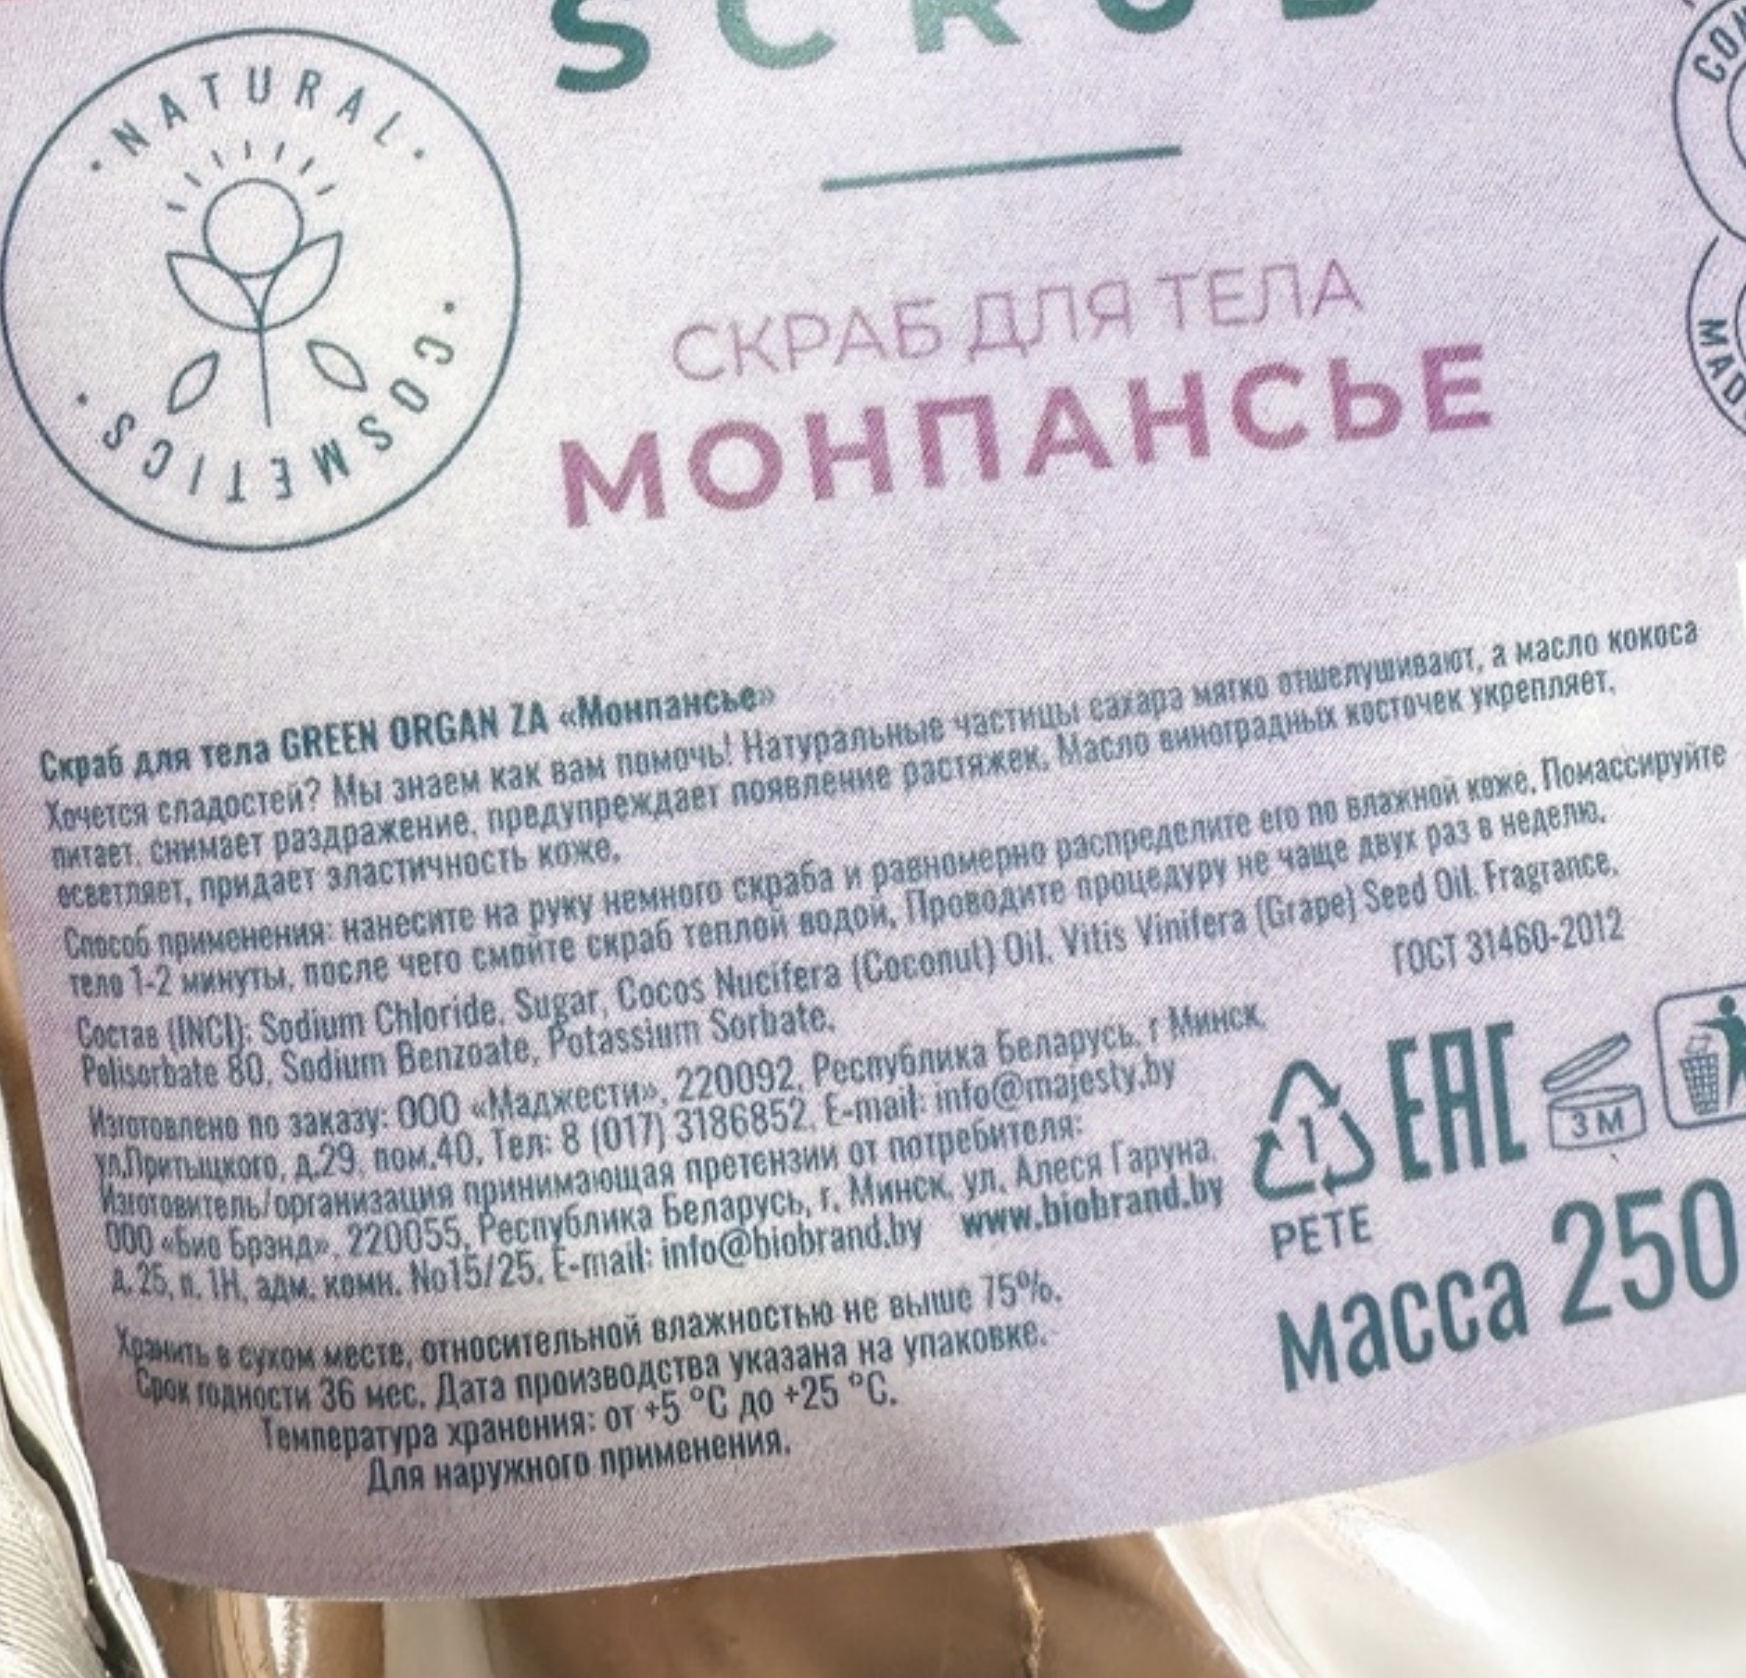 SCRUB
· NATURAL ·
· COSMETICS ·
СКРАБ ДЛЯ ТЕЛА
МОНПАНСЬЕ
Скраб для тела GREEN ORGAN ZA «Монпансье»
Хочется сладостей? Мы знаем как вам помочь! Натуральные частицы сахара мягко отшелушивают, а масло кокоса
питает, снимает раздражение, предупреждает появление растяжек. Масло виноградных косточек укрепляет,
осветляет, придает эластичность коже.
Способ применения: нанесите на руку немного скраба и равномерно распределите его по влажной коже. Помассируйте
тело 1-2 минуты, после чего смойте скраб теплой водой. Проводите процедуру не чаще двух раз в неделю.
Состав (INCI): Sodium Chloride, Sugar, Cocos Nucifera (Coconut) Oil, Vitis Vinifera (Grape) Seed Oil, Fragrance,
Polisorbate 80, Sodium Benzoate, Potassium Sorbate.
ГОСТ 31460-2012
Изготовлено по заказу: ООО «Маджести», 220092, Республика Беларусь, г Минск,
ул.Притыцкого, д.29, пом.40, Тел: 8 (017) 3186852, E-mail: info@majesty.by
Изготовитель/организация принимающая претензии от потребителя:
ООО «Био Брэнд», 220055, Республика Беларусь, г. Минск, ул. Алеся Гаруна,
д. 25, п. 1Н, адм. комн. No15/25, E-mail: info@biobrand.by www.biobrand.by
Хранить в сухом месте, относительной влажностью не выше 75%.
Срок годности 36 мес. Дата производства указана на упаковке.
Температура хранения: от +5 °C до +25 °C.
Для наружного применения.
1
PETE
EAC
3 M
масса 250
CON
MAD